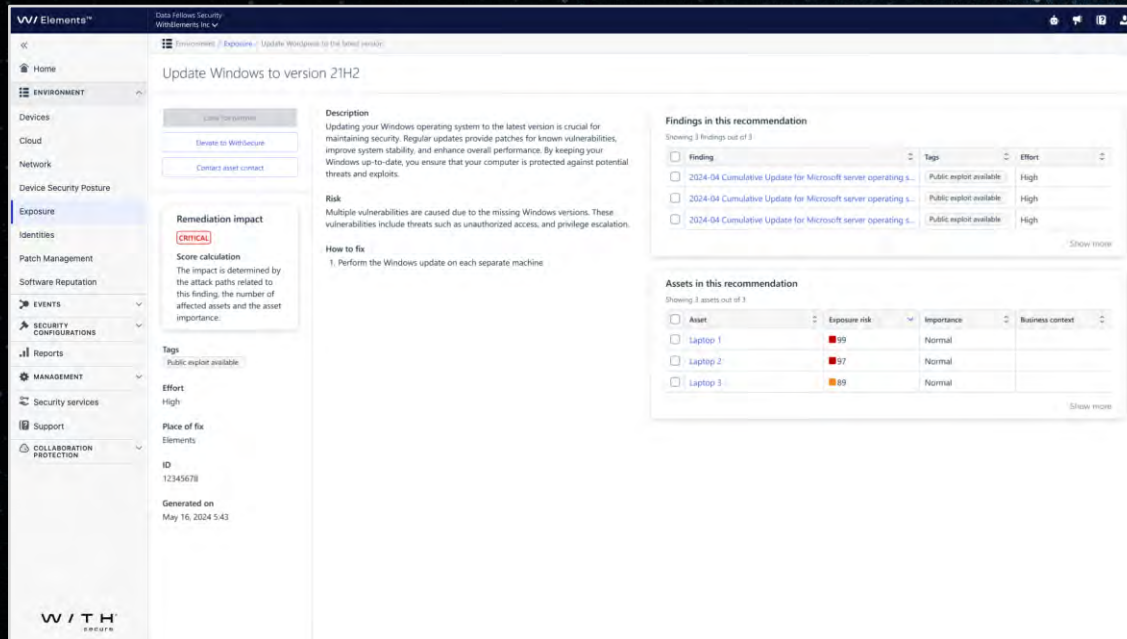 W/ Elements™
Data Fellows Security
WithElements Inc
Environment / Exposure / Update Wordpress to the latest version
Home
ENVIRONMENT
Devices
Cloud
Network
Device Security Posture
Exposure
Identities
Patch Management
Software Reputation
EVENTS
SECURITY
CONFIGURATIONS
Reports
MANAGEMENT
Security services
Support
COLLABORATION
PROTECTION
W / T H
secure
Update Windows to version 21H2
Elevate to WithSecure
Contact asset contact
Remediation impact
CRITICAL
Score calculation
The impact is determined by
the attack paths related to
this finding, the number of
affected assets and the asset
importance.
Tags
Public exploit available
Effort
High
Place of fix
Elements
ID
12345678
Generated on
May 16, 2024 5:43
Description
Updating your Windows operating system to the latest version is crucial for
maintaining security. Regular updates provide patches for known vulnerabilities,
improve system stability, and enhance overall performance. By keeping your
Windows up-to-date, you ensure that your computer is protected against potential
threats and exploits.
Risk
Multiple vulnerabilities are caused due to the missing Windows versions. These
vulnerabilities include threats such as unauthorized access, and privilege escalation.
How to fix
1. Perform the Windows update on each separate machine
Findings in this recommendation
Showing 3 findings out of 3
Finding Tags Effort
2024-04 Cumulative Update for Microsoft server operating s... Public exploit available High
2024-04 Cumulative Update for Microsoft server operating s... Public exploit available High
2024-04 Cumulative Update for Microsoft server operating s... Public exploit available High
Show more
Assets in this recommendation
Showing 3 assets out of 3
Asset Exposure risk Importance Business context
Laptop 1 99 Normal
Laptop 2 97 Normal
Laptop 3 89 Normal
Show more